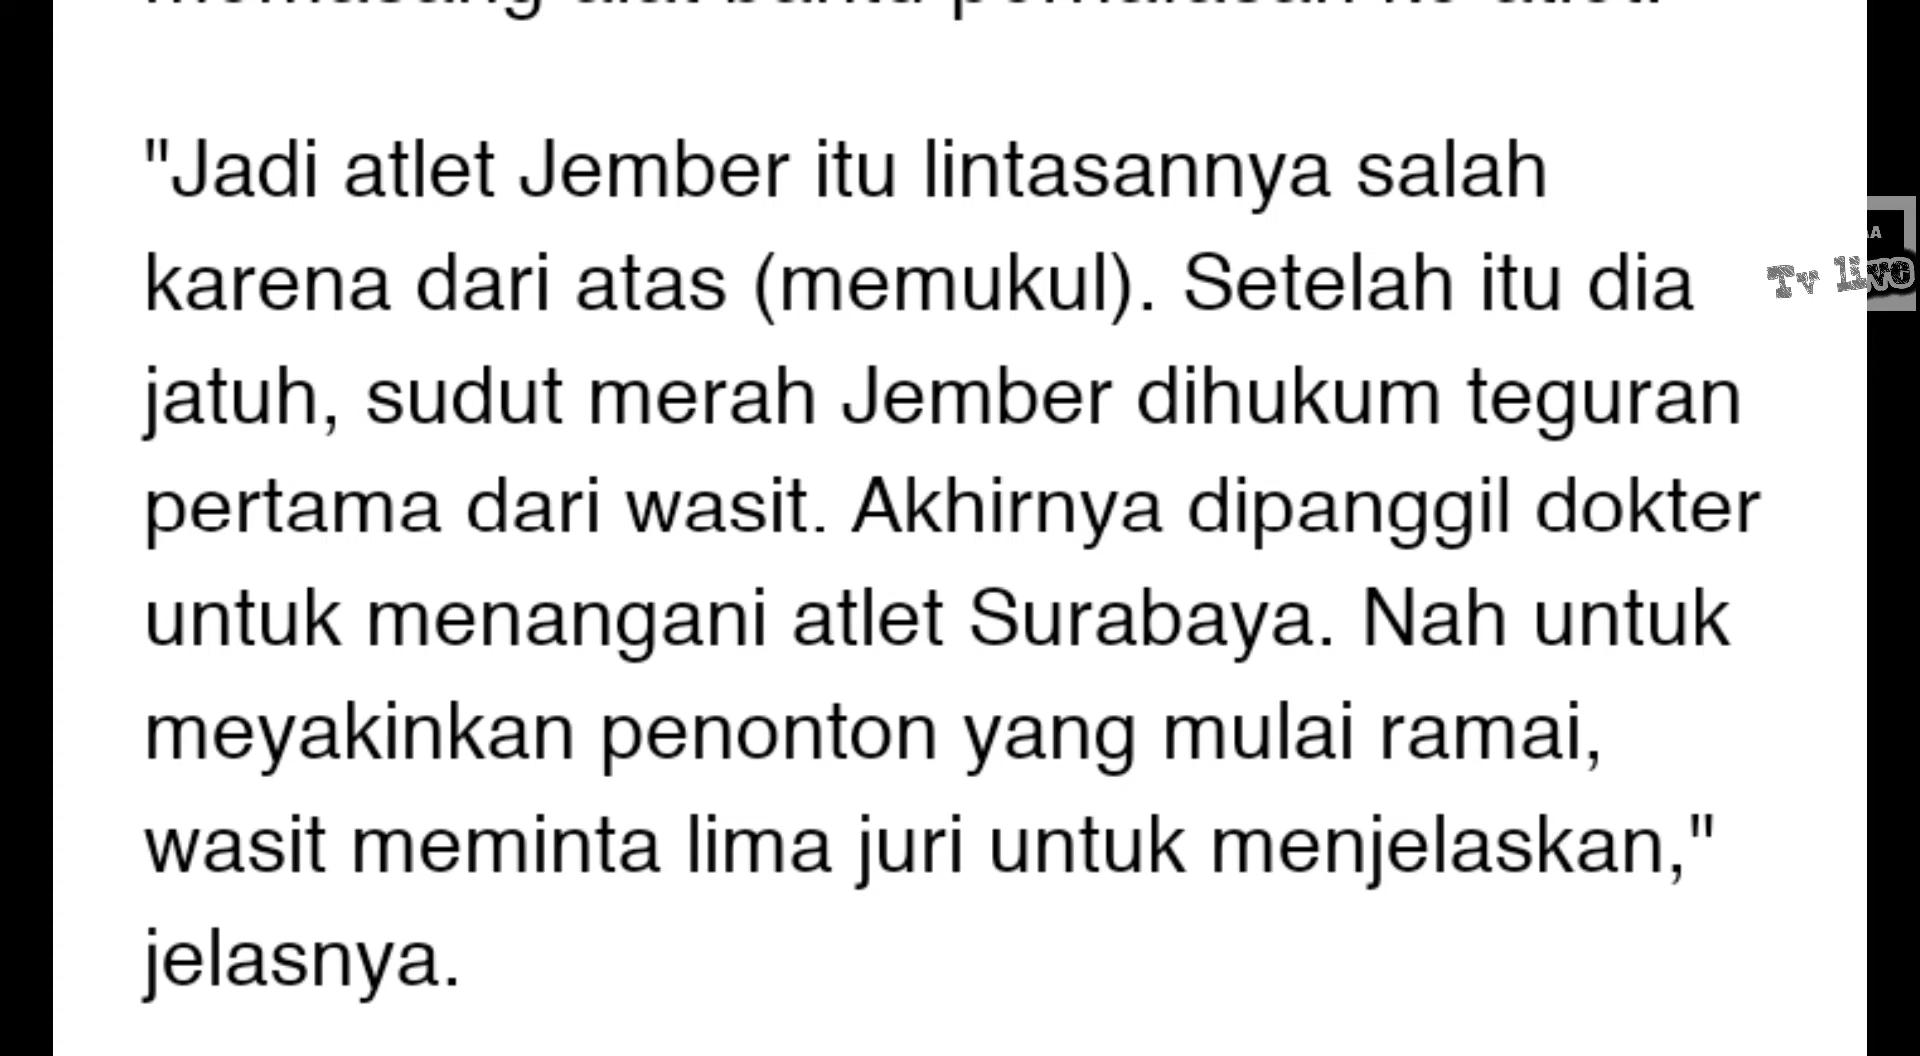 "Jadi atlet Jember itu lintasannya salah
karena dari atas (memukul). Setelah itu dia
jatuh, sudut merah Jember dihukum teguran
pertama dari wasit. Akhirnya dipanggil dokter
untuk menangani atlet Surabaya. Nah untuk
meyakinkan penonton yang mulai ramai,
wasit meminta lima juri untuk menjelaskan,"
jelasnya.
Tv live